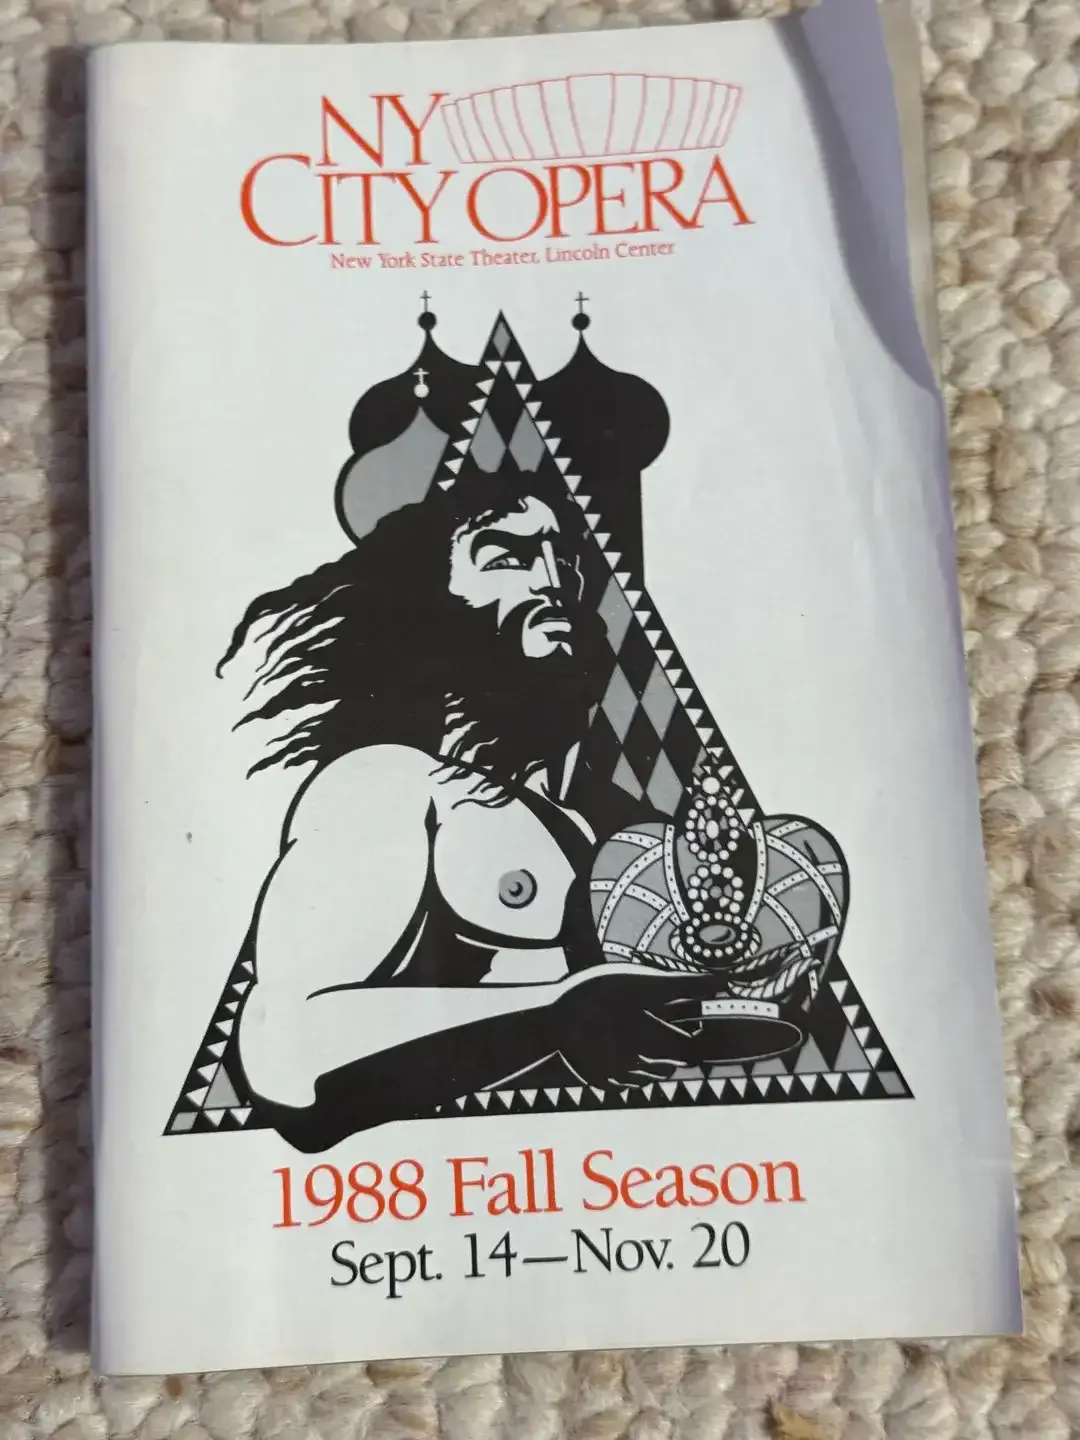 NY
CITY OPERA
New York State Theater, Lincoln Center
1988 Fall Season
Sept. 14—Nov. 20